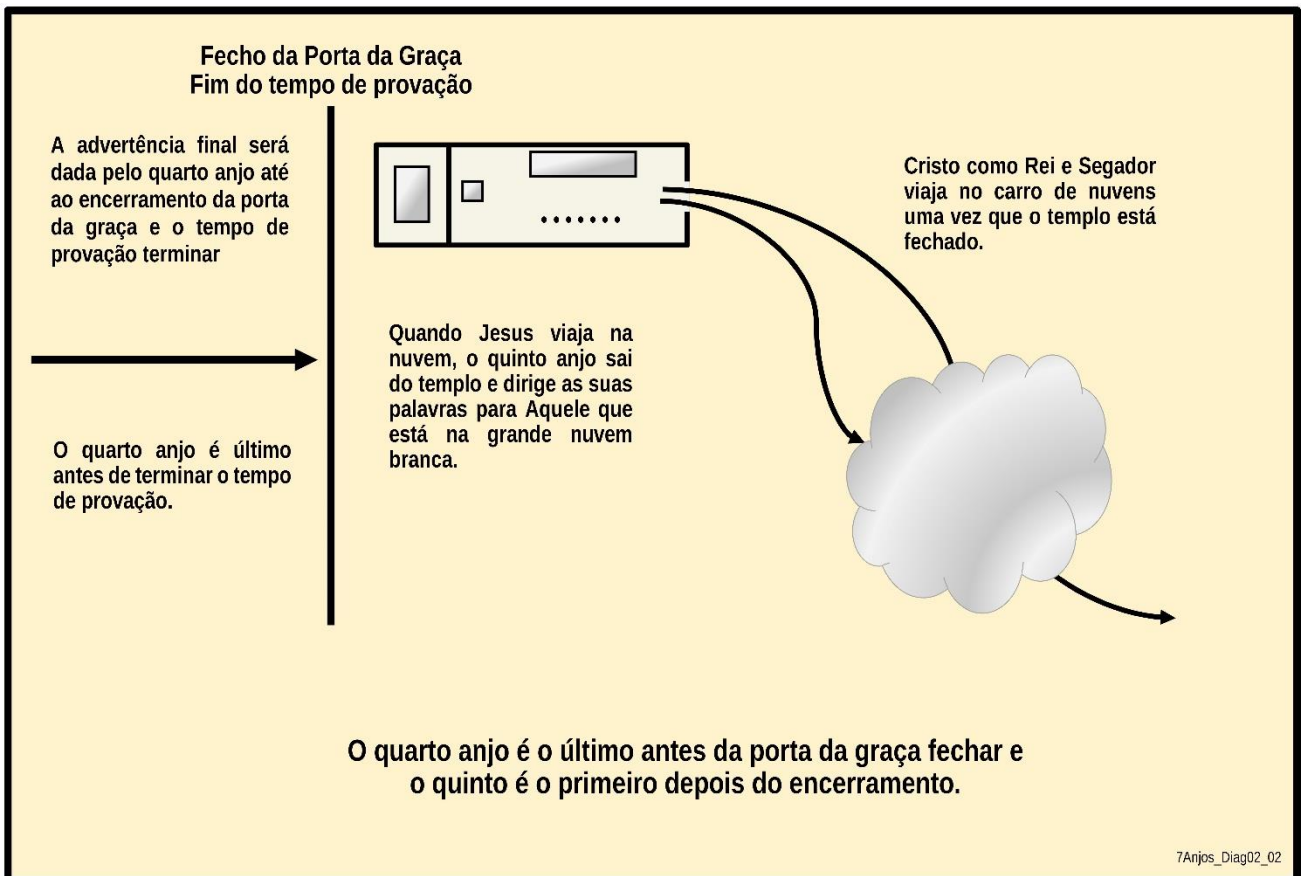 Fecho da Porta da Graça
Fim do tempo de provação
A advertência final será
dada pelo quarto anjo até
ao encerramento da porta
da graça e o tempo de
provação terminar
O quarto anjo é último
antes de terminar o tempo
de provação.
Quando Jesus viaja na
nuvem, o quinto anjo sai
do templo e dirige as suas
palavras para Aquele que
está na grande nuvem
branca.
Cristo como Rei e Segador
viaja no carro de nuvens
uma vez que o templo está
fechado.
O quarto anjo é o último antes da porta da graça fechar e
o quinto é o primeiro depois do encerramento.
7Anjos_Diag02_02